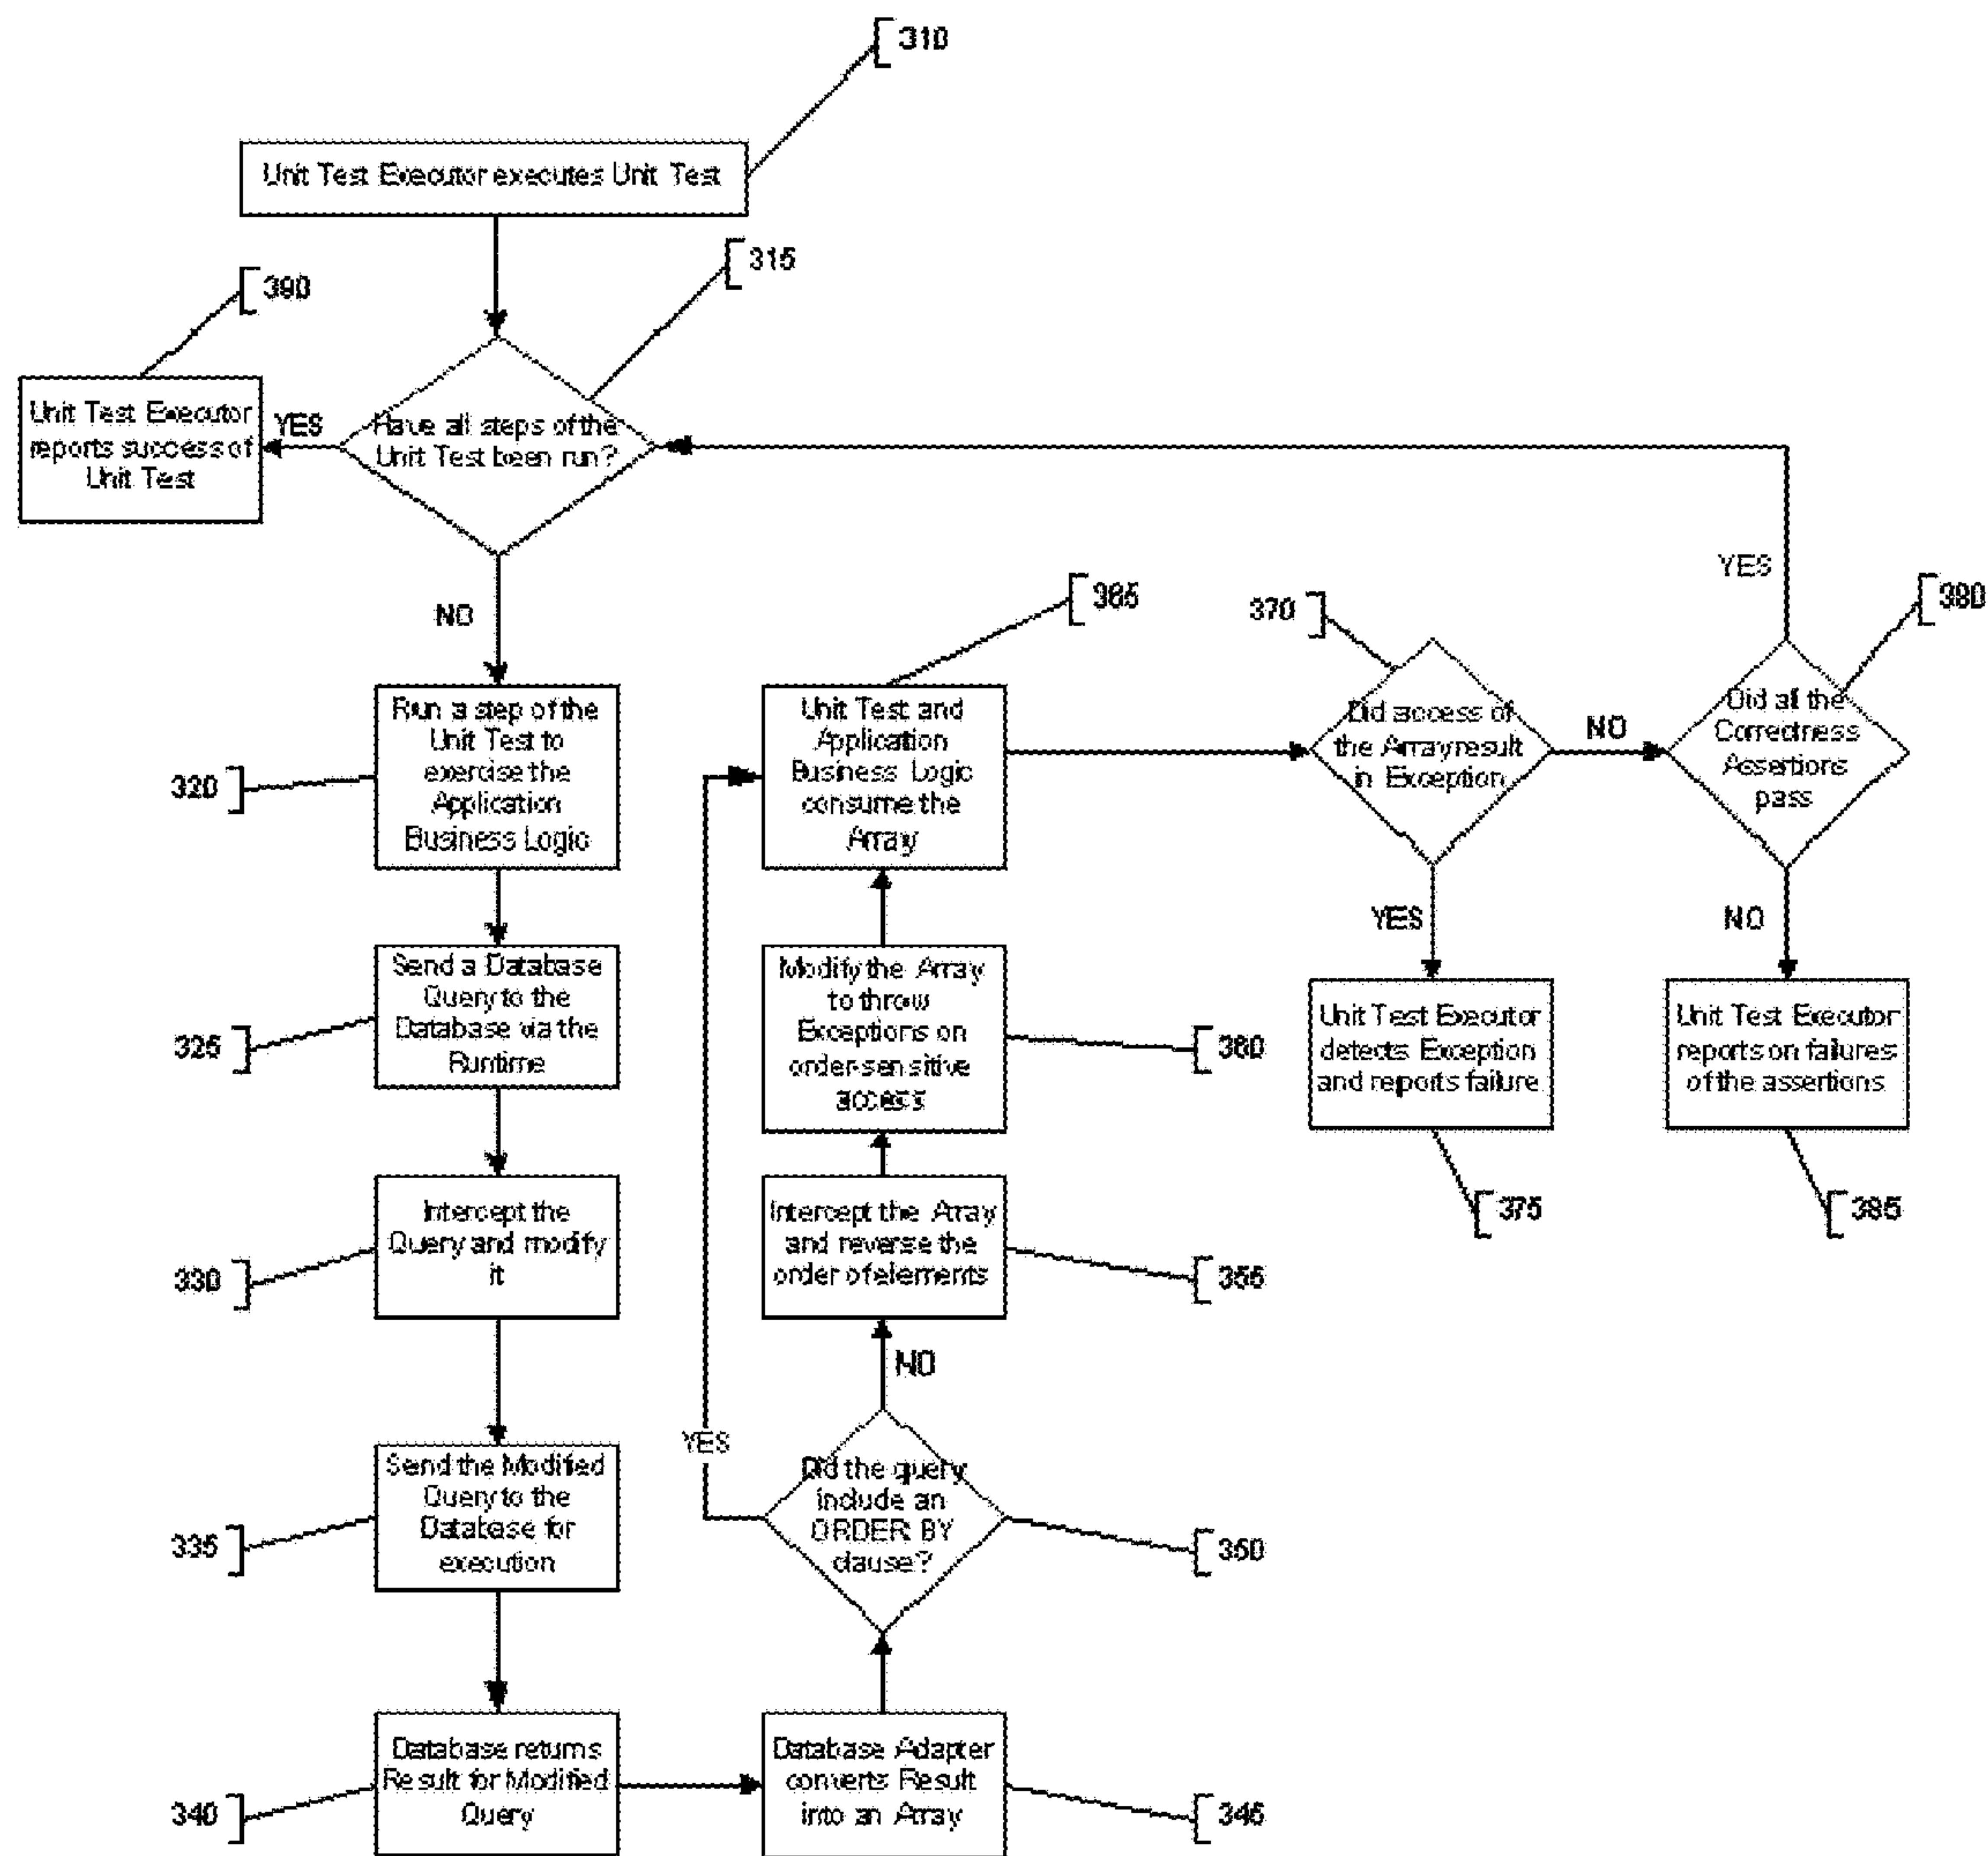 310
Unit Test Executor executes Unit Test
315
390
Unit Test Executor
reports success of
Unit Test
YES
Have all steps of the
Unit Test been run?
NO
YES
365
370
380
Run a step of the
Unit Test to
exercise the
Application
Business Logic
320
Unit Test and
Application
Business Logic
consume the
Array
Did access of
the Array result
in Exception
NO
Did all the
Correctness
Assertions
pass
YES
NO
Send a Database
Query to the
Database via the
Runtime
325
Modify the Array
to throw
Exceptions on
order-sensitive
access
360
Unit Test Executor
detects Exception
and reports failure
Unit Test Executor
reports on failures
of the assertions
375
385
Intercept the
Query and modify
it
330
Intercept the Array
and reverse the
order of elements
355
NO
YES
Send the Modified
Query to the
Database for
execution
335
Did the query
include an
ORDER BY
clause?
350
Database returns
Result for Modified
Query
340
Database Adapter
converts Result
into an Array
345